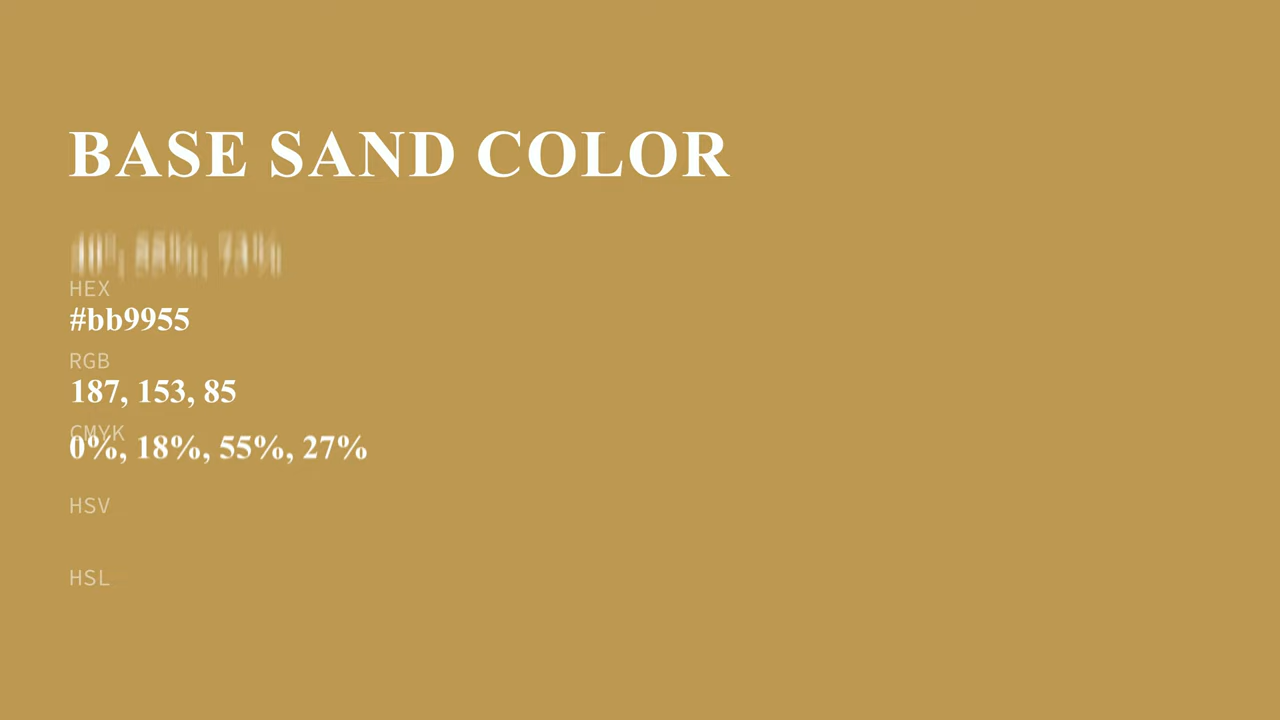 BASE SAND COLOR
HEX
#bb9955
RGB
187, 153, 85
CMYK
0%, 18%, 55%, 27%
HSV
HSL